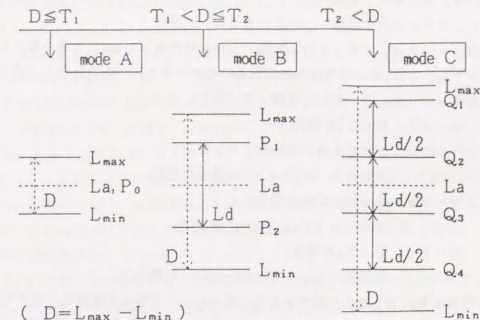 D≦T₁ T₁<D≦T₂ T₂<D
mode A mode B mode C
Lmax
La, P₀
D
Lmin
Lmax
P₁
La
Ld
P₂
D
Lmin
Lmax
Q₁
Ld/2
Q₂
Ld/2
La
Q₃
Ld/2
Q₄
D
Lmin
( D=Lmax −Lmin )